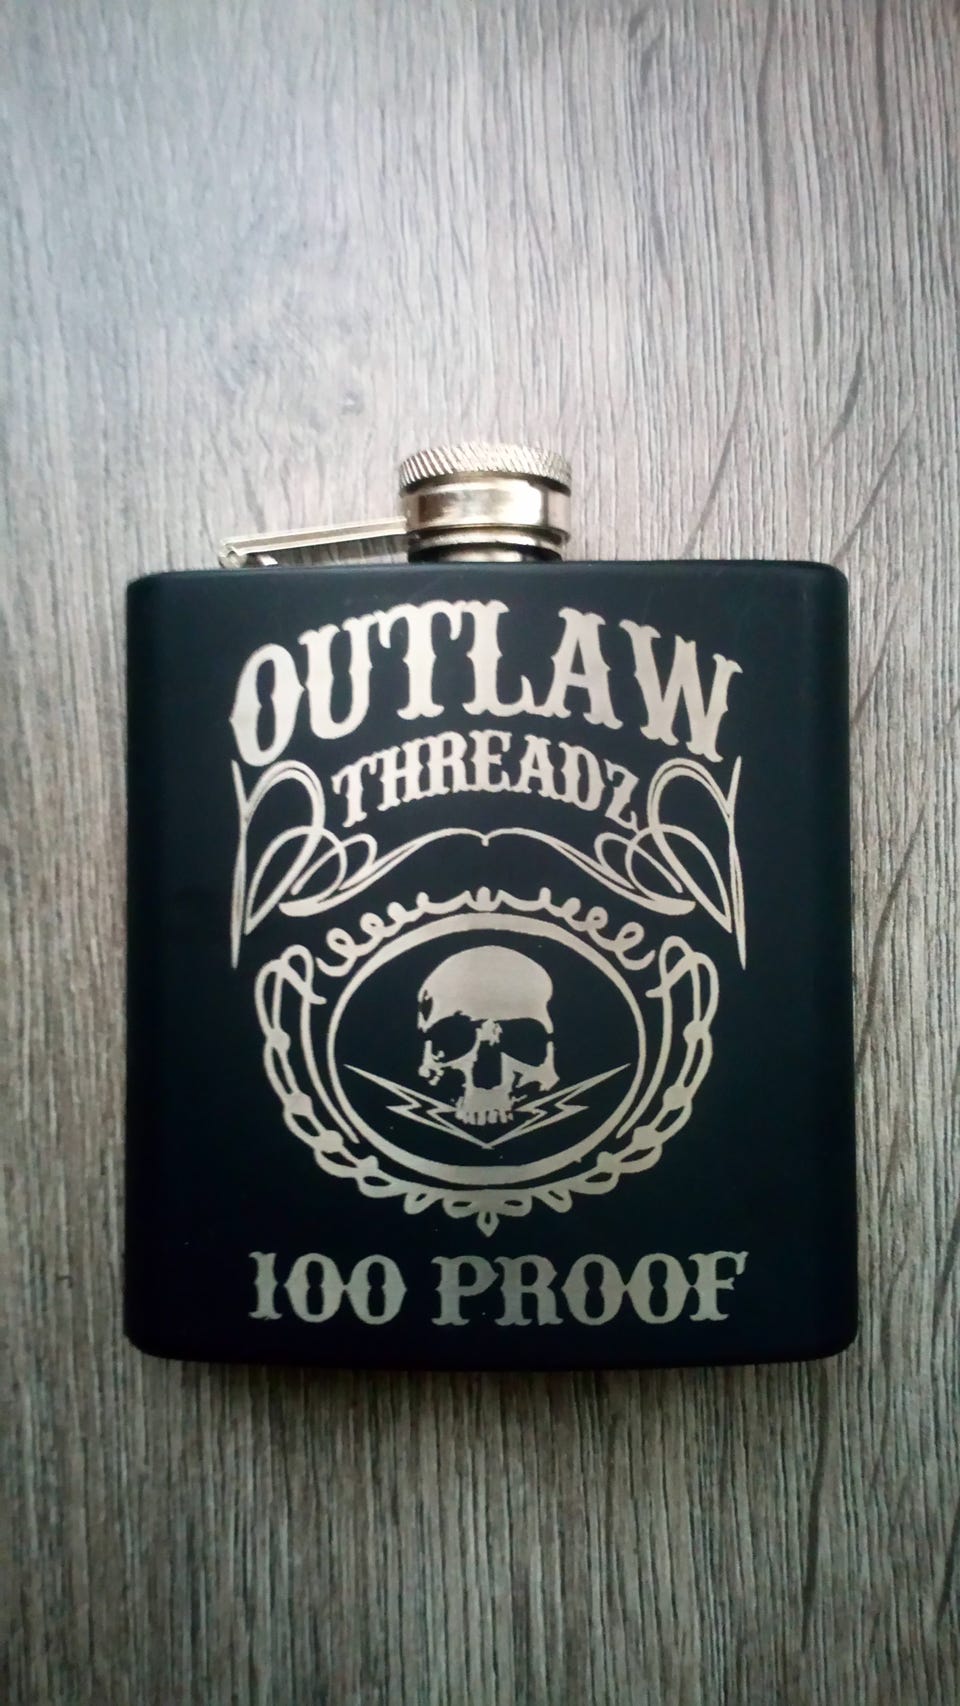 OUTLAW
THREADZ
100 PROOF